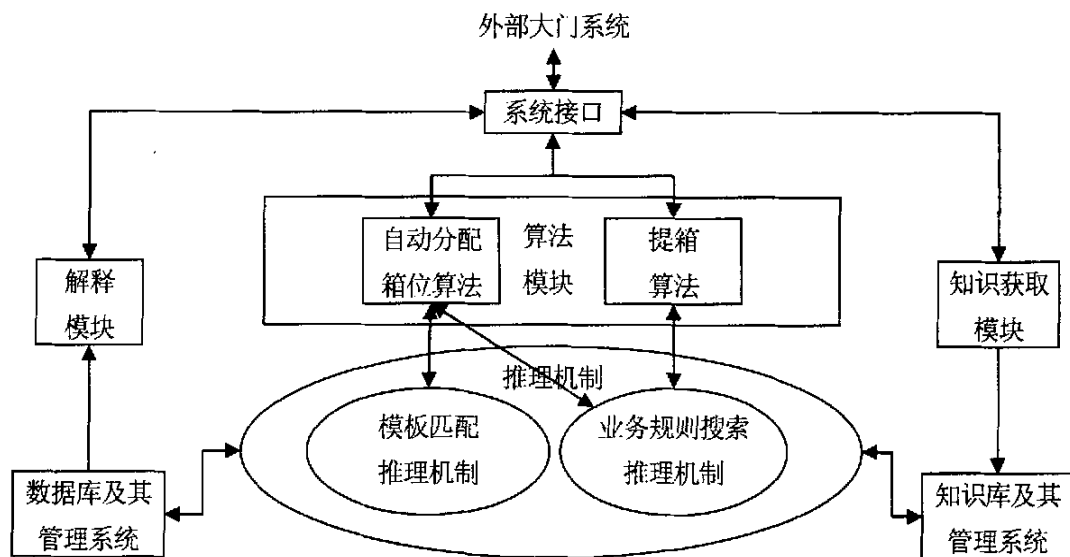 外部大门系统
系统接口
自动分配
箱位算法
算法
模块
提箱
算法
解释
模块
知识获取
模块
推理机制
模板匹配
推理机制
业务规则搜索
推理机制
数据库及其
管理系统
知识库及其
管理系统